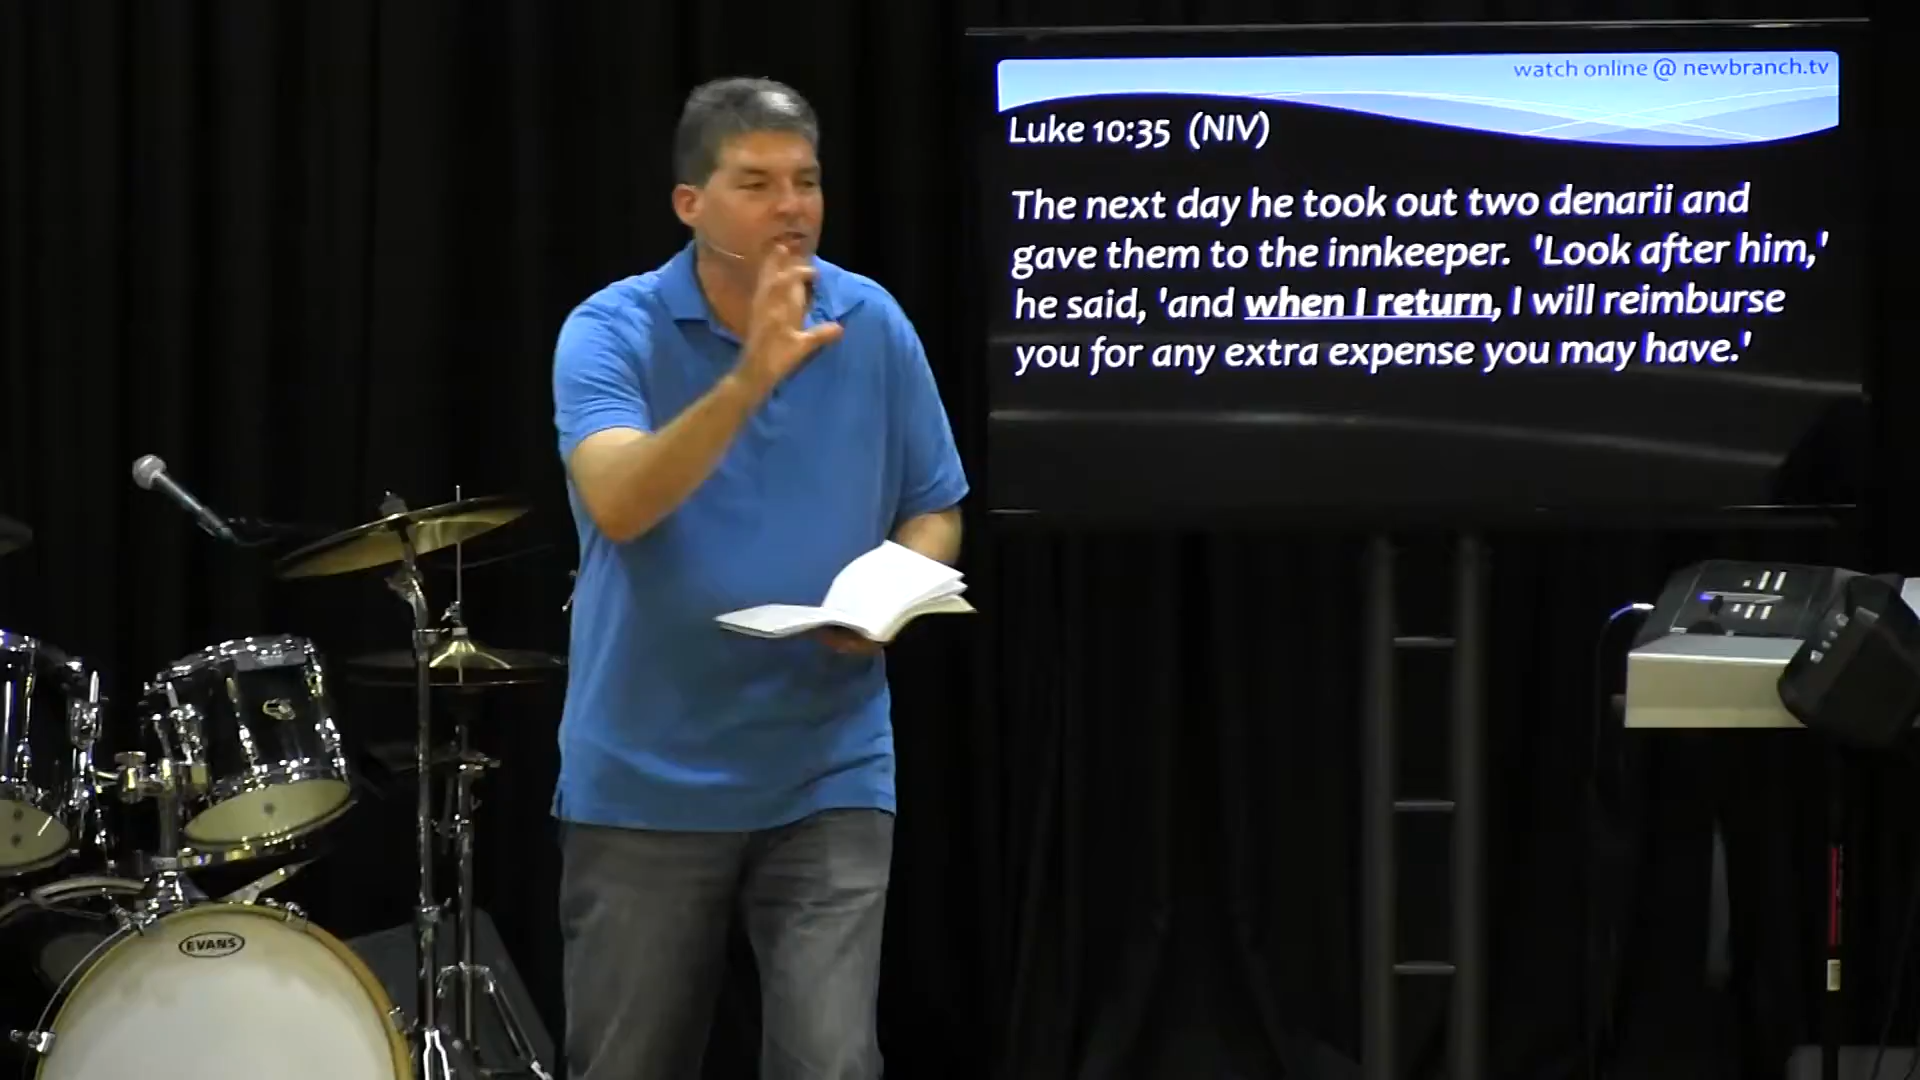 watch online @ newbranch.tv
Luke 10:35 (NIV)
The next day he took out two denarii and
gave them to the innkeeper. 'Look after him,'
he said, 'and when I return, I will reimburse
you for any extra expense you may have.'
EVANS